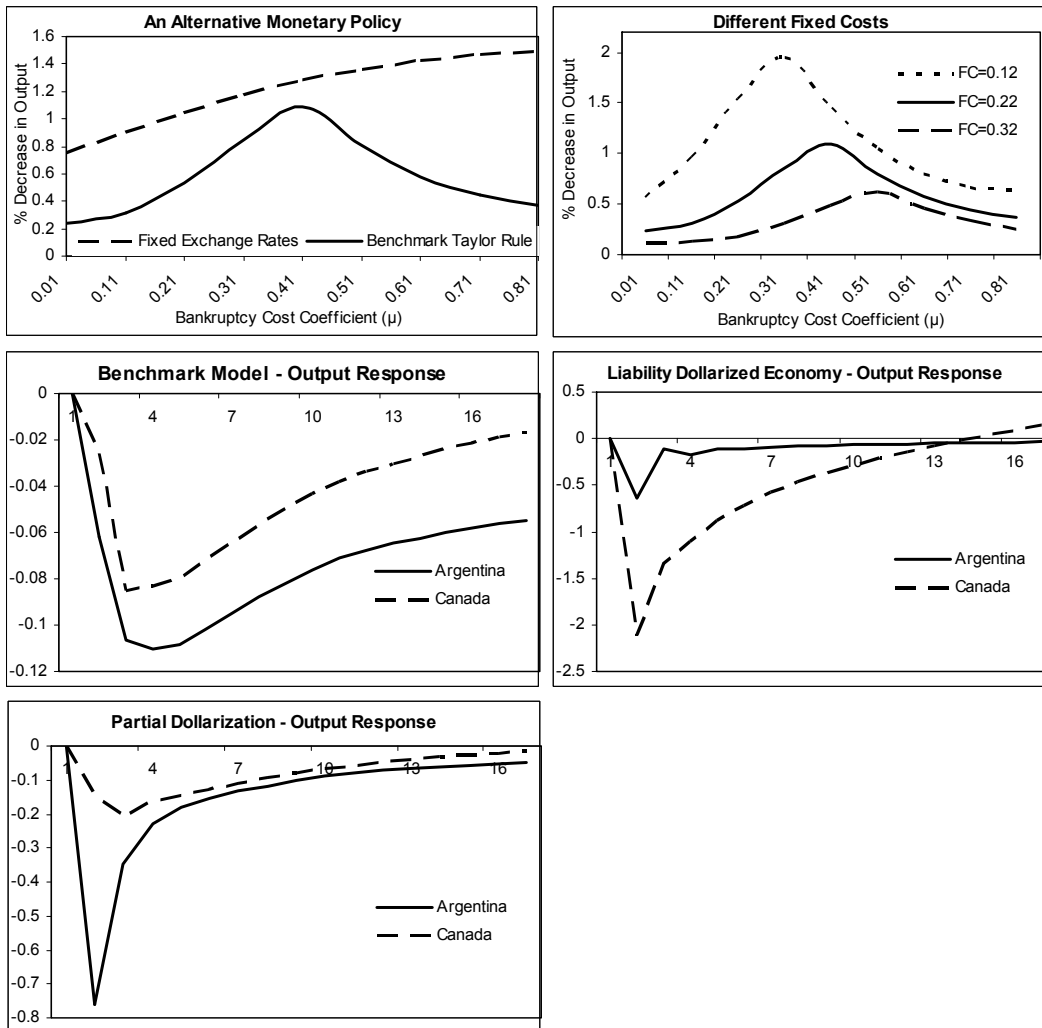 An Alternative Monetary Policy
1.6
1.4
1.2
1
0.8
0.6
0.4
0.2
0
% Decrease in Output
Fixed Exchange Rates
Benchmark Taylor Rule
0.01
0.11
0.21
0.31
0.41
0.51
0.61
0.71
0.81
Bankruptcy Cost Coefficient (µ)
Different Fixed Costs
2
1.5
1
0.5
0
% Decrease in Output
FC=0.12
FC=0.22
FC=0.32
0.01
0.11
0.21
0.31
0.41
0.51
0.61
0.71
0.81
Bankruptcy Cost Coefficient (µ)
Benchmark Model - Output Response
0
-0.02
-0.04
-0.06
-0.08
-0.1
-0.12
1 4 7 10 13 16
Argentina
Canada
Liability Dollarized Economy - Output Response
0.5
0
-0.5
-1
-1.5
-2
-2.5
1 4 7 10 13 16
Argentina
Canada
Partial Dollarization - Output Response
0
-0.1
-0.2
-0.3
-0.4
-0.5
-0.6
-0.7
-0.8
1 4 7 10 13 16
Argentina
Canada